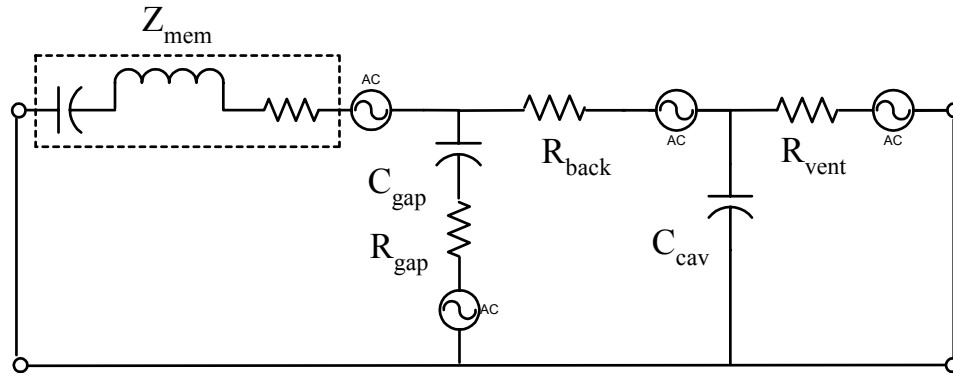 Z_mem
AC
AC
AC
R_back
R_vent
C_gap
R_gap
C_cav
AC